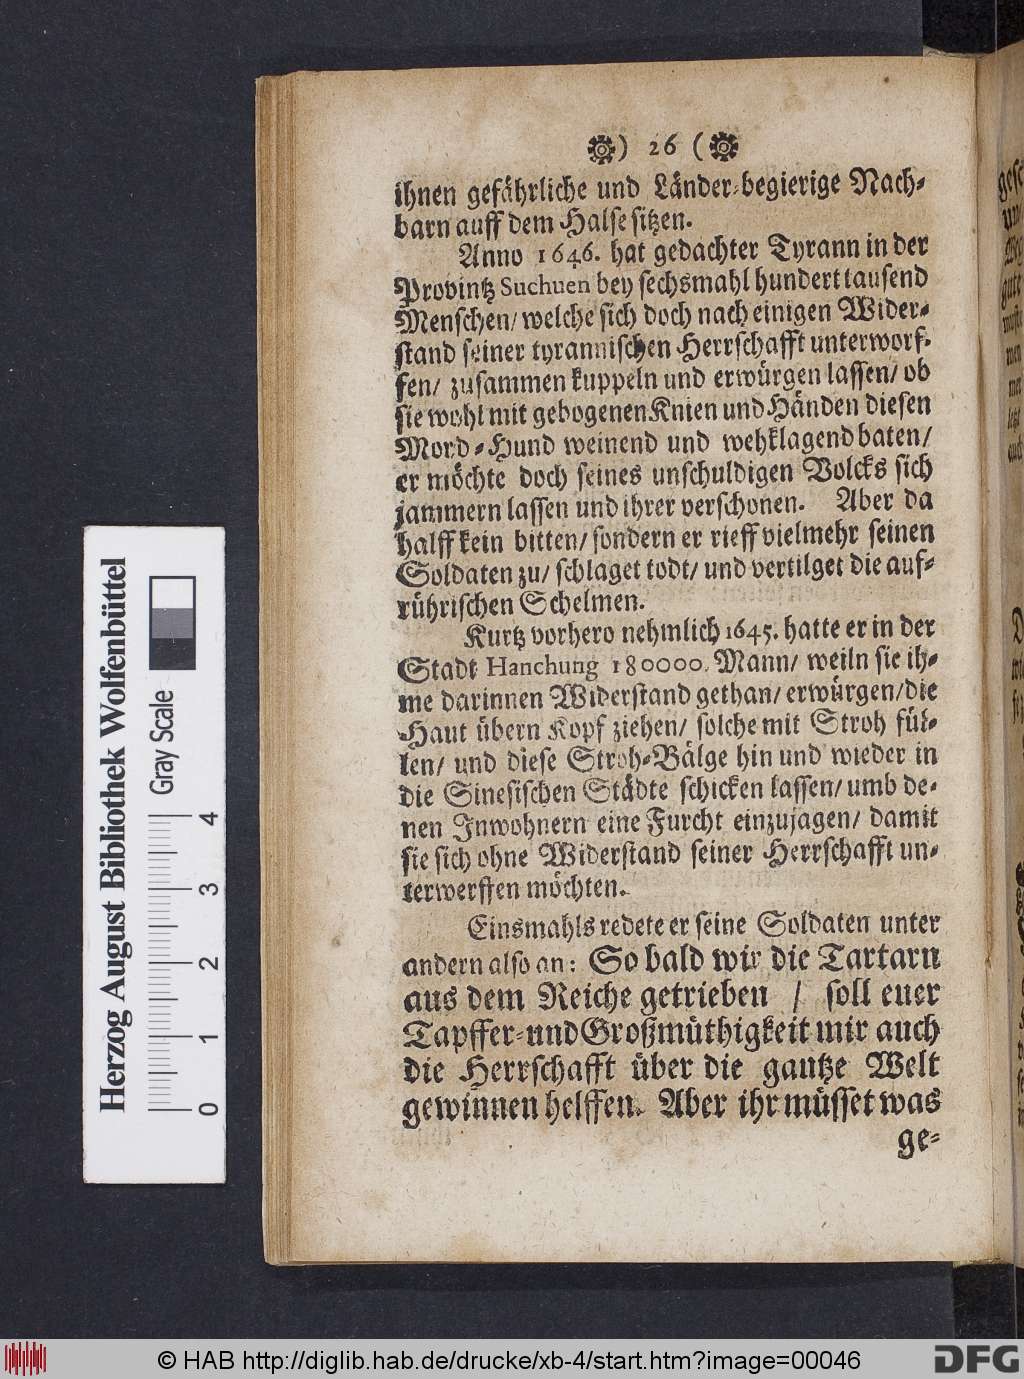 ) 26 (
ihnen gefährliche und Länder-begierige Nach-
barn auff dem Halse sitzen.
Anno 1646. hat gedachter Tyrann in der
Provintz Suchuen bey sechsmahl hundert tausend
Menschen/ welche sich doch nach einigen Wider-
stand seiner tyrannischen Herrschafft unterworf-
fen/ zusammen kuppeln und erwürgen lassen/ ob
sie wohl mit gebogenen Knien und Händen diesen
Mord-Hund weinend und wehklagend baten/
er möchte doch seines unschuldigen Volcks sich
jammern lassen und ihrer verschonen. Aber da
halff kein bitten/ sondern er rieff vielmehr seinen
Soldaten zu/ schlaget todt/ und vertilget die auf-
rührischen Schelmen.
Kurtz vorhero nehmlich 1645. hatte er in der
Stadt Hanchung 180000. Mann/ weiln sie ih-
me darinnen Widerstand gethan/ erwürgen/ die
Haut übern Kopf ziehen/ solche mit Stroh fül-
len/ und diese Stroh-Bälge hin und wieder in
die Sinesischen Städte schicken lassen/ umb de-
nen Inwohnern eine Furcht einzujagen/ damit
sie sich ohne Widerstand seiner Herrschafft un-
terwerffen möchten.
Einsmahls redete er seine Soldaten unter
andern also an: So bald wir die Tartarn
aus dem Reiche getrieben / soll euer
Tapffer-und Großmüthigkeit mir auch
die Herrschafft über die gantze Welt
gewinnen helffen. Aber ihr müsset was
ge-
Herzog August Bibliothek Wolfenbüttel
Gray Scale
0 1 2 3 4
© HAB http://diglib.hab.de/drucke/xb-4/start.htm?image=00046
DFG